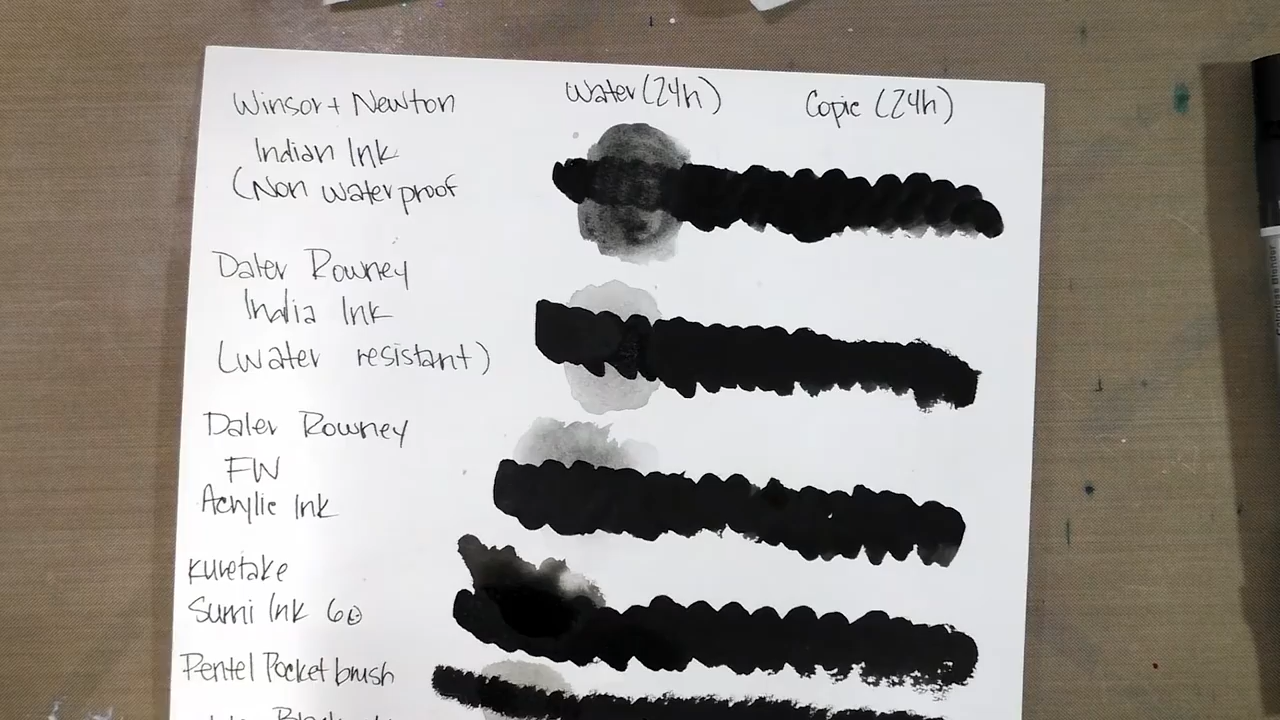 Winsor + Newton
Indian Ink
(Non waterproof
Water (24h)
Copic (24h)
Daler Rowney
India Ink
(water resistant)
Daler Rowney
FW
Acrylic Ink
Kuretake
Sumi Ink 60
Pentel Pocket brush